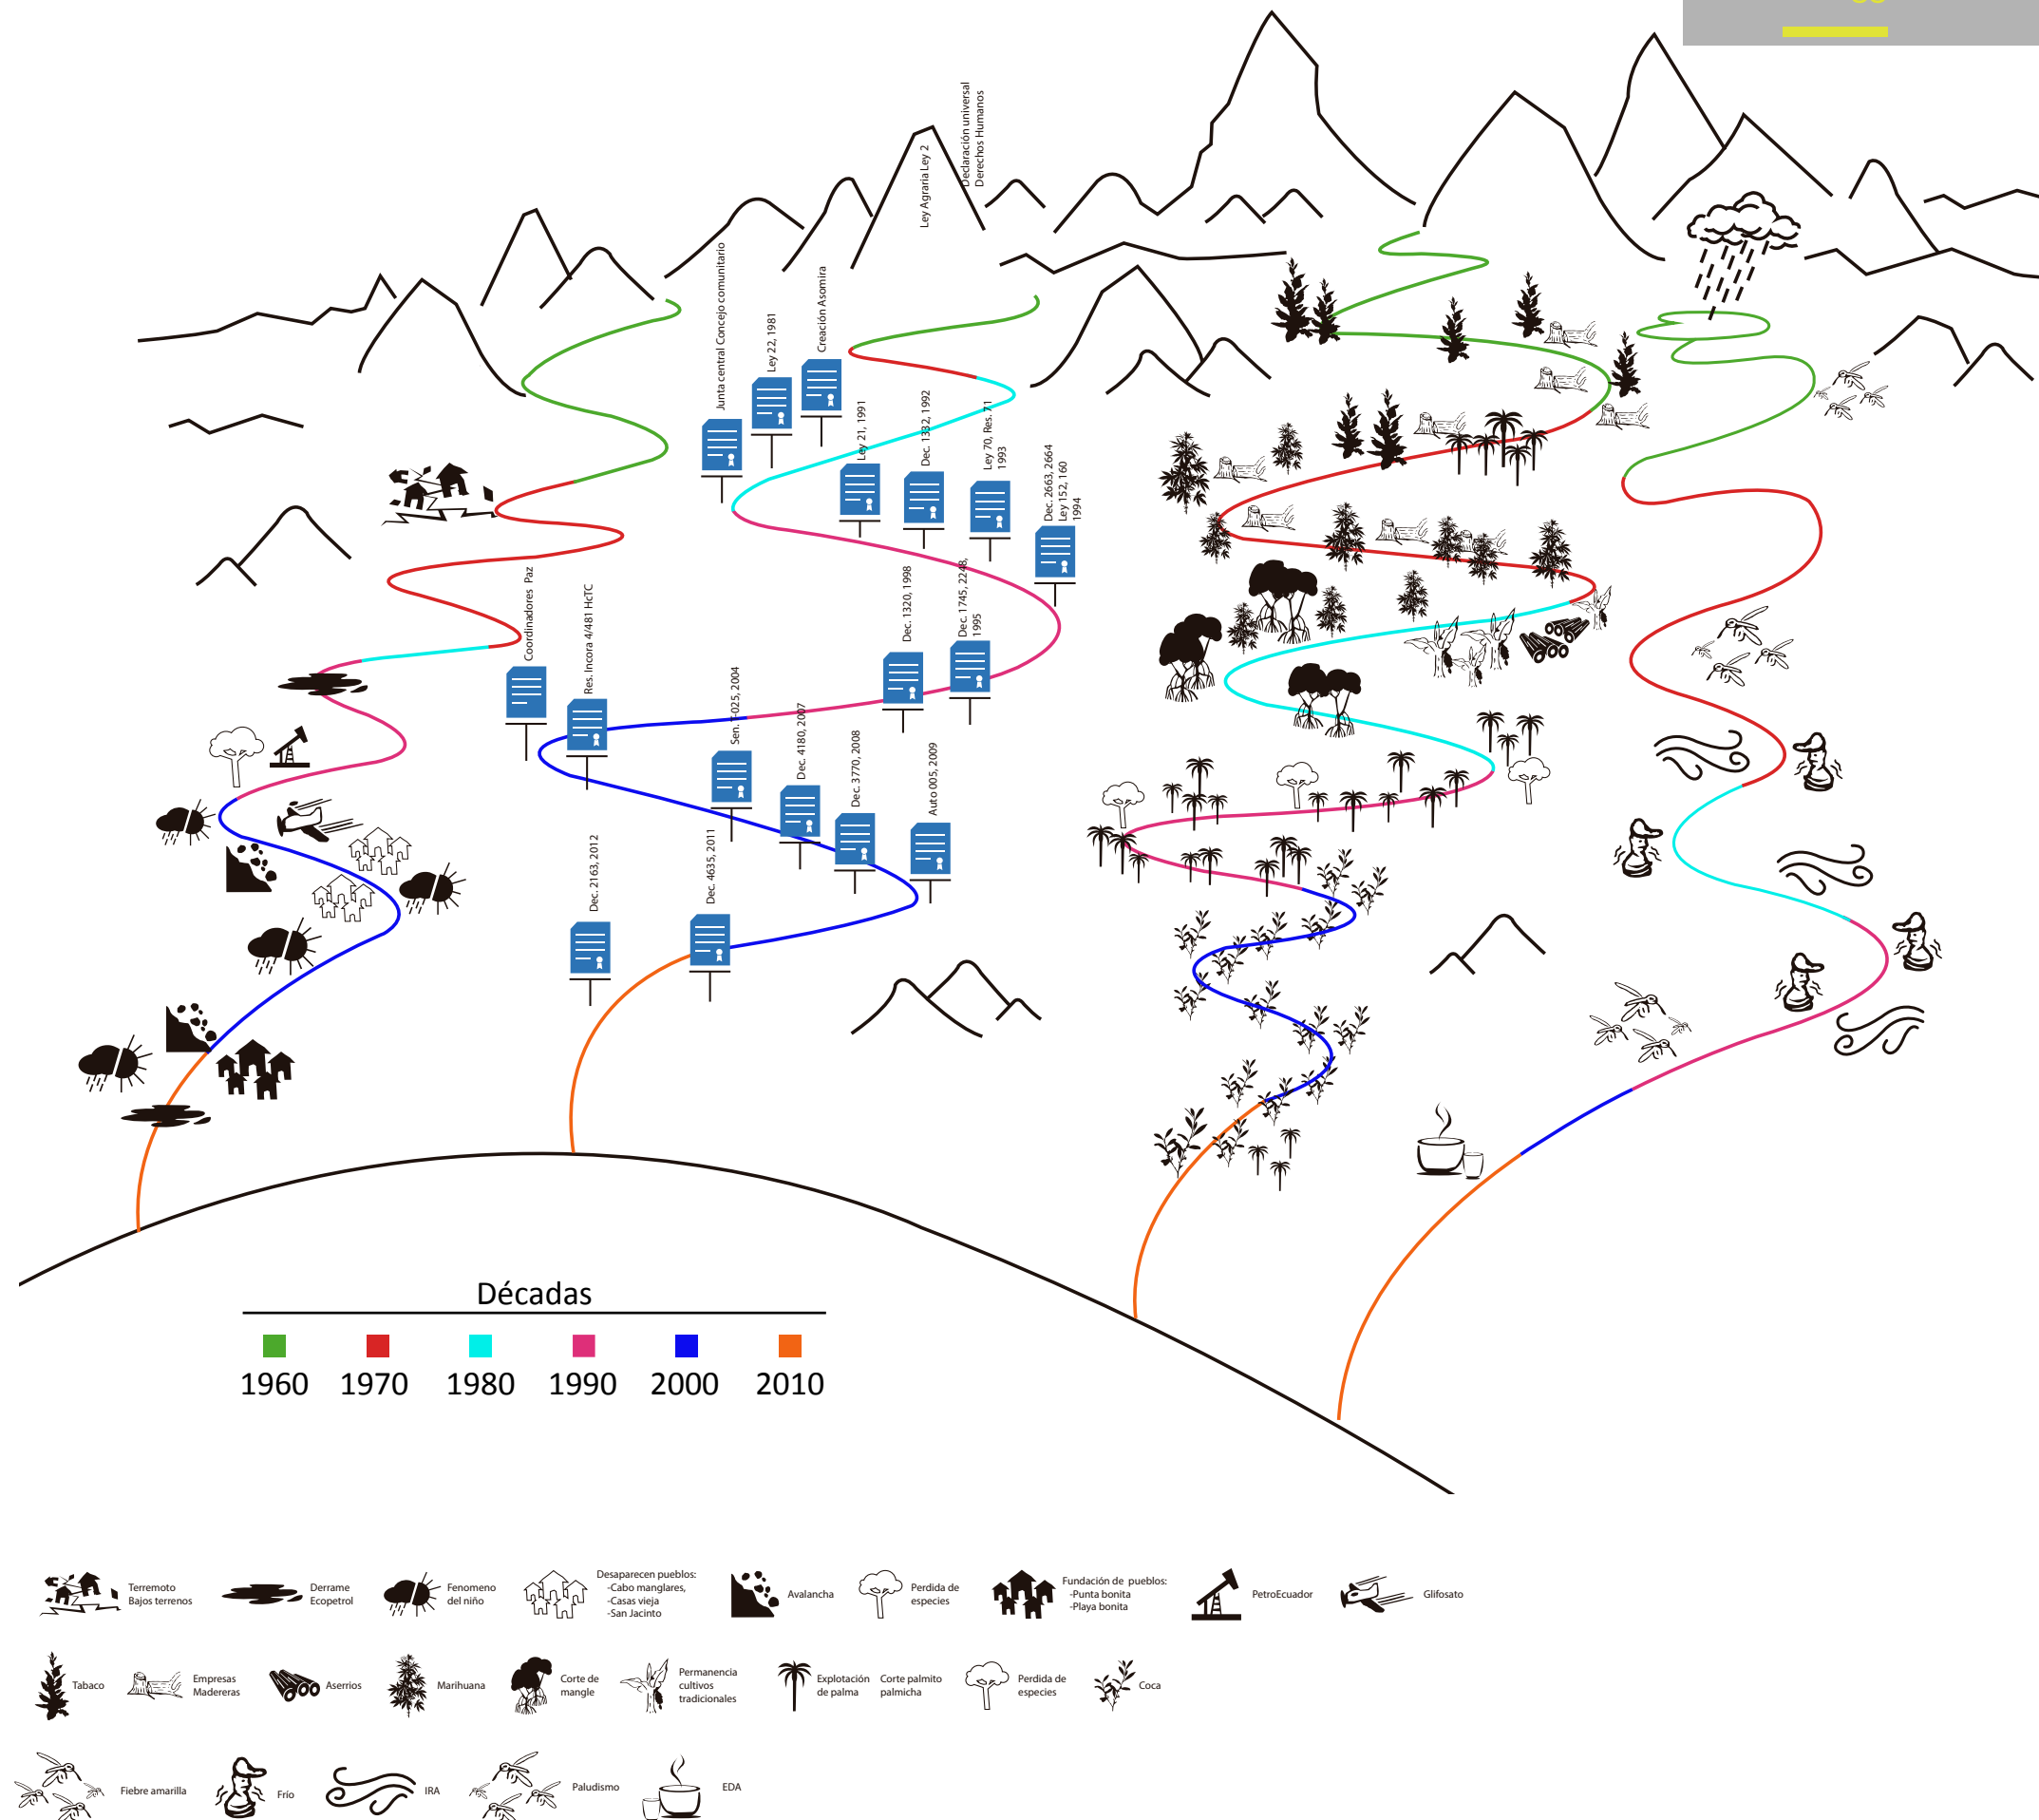 Declaración universal
Derechos Humanos
Ley Agraria Ley 2
Junta central Concejo comunitario
Ley 22, 1981
Creación Asomira
Ley 21, 1991
Dec. 1332, 1992
Ley 70, Res. 71
1993
Dec. 2663, 2664
Ley 152, 160
1994
Coordinadores Paz
Res. Incora 4/481 HcTC
Dec. 1320, 1998
Dec. 1745, 2248,
1995
Sen. T-025, 2004
Dec. 4180, 2007
Dec. 3770, 2008
Auto 005, 2009
Dec. 2163, 2012
Dec. 4635, 2011
Décadas
1960 1970 1980 1990 2000 2010
Terremoto
Bajos terrenos
Derrame
Ecopetrol
Fenomeno
del niño
Desaparecen pueblos:
-Cabo manglares,
-Casas vieja
-San Jacinto
Avalancha
Perdida de
especies
Fundación de pueblos:
-Punta bonita
-Playa bonita
PetroEcuador
Glifosato
Tabaco
Empresas
Madereras
Aserrios
Marihuana
Corte de
mangle
Permanencia
cultivos
tradicionales
Explotación
de palma
Corte palmito
palmicha
Perdida de
especies
Coca
Fiebre amarilla
Frío
IRA
Paludismo
EDA